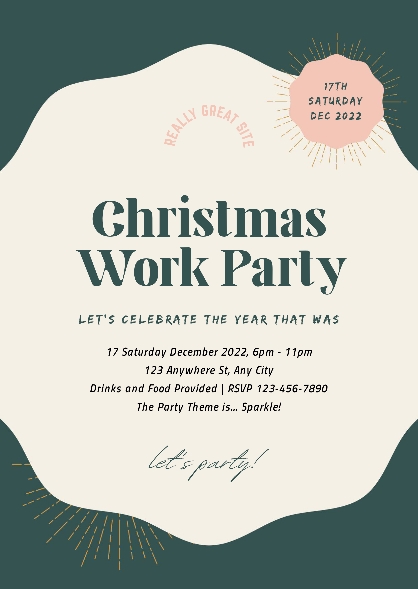 17TH
SATURDAY
DEC 2022
REALLY GREAT SITE
Christmas
Work Party
LET'S CELEBRATE THE YEAR THAT WAS
17 Saturday December 2022, 6pm - 11pm
123 Anywhere St, Any City
Drinks and Food Provided | RSVP 123-456-7890
The Party Theme is... Sparkle!
let's party!